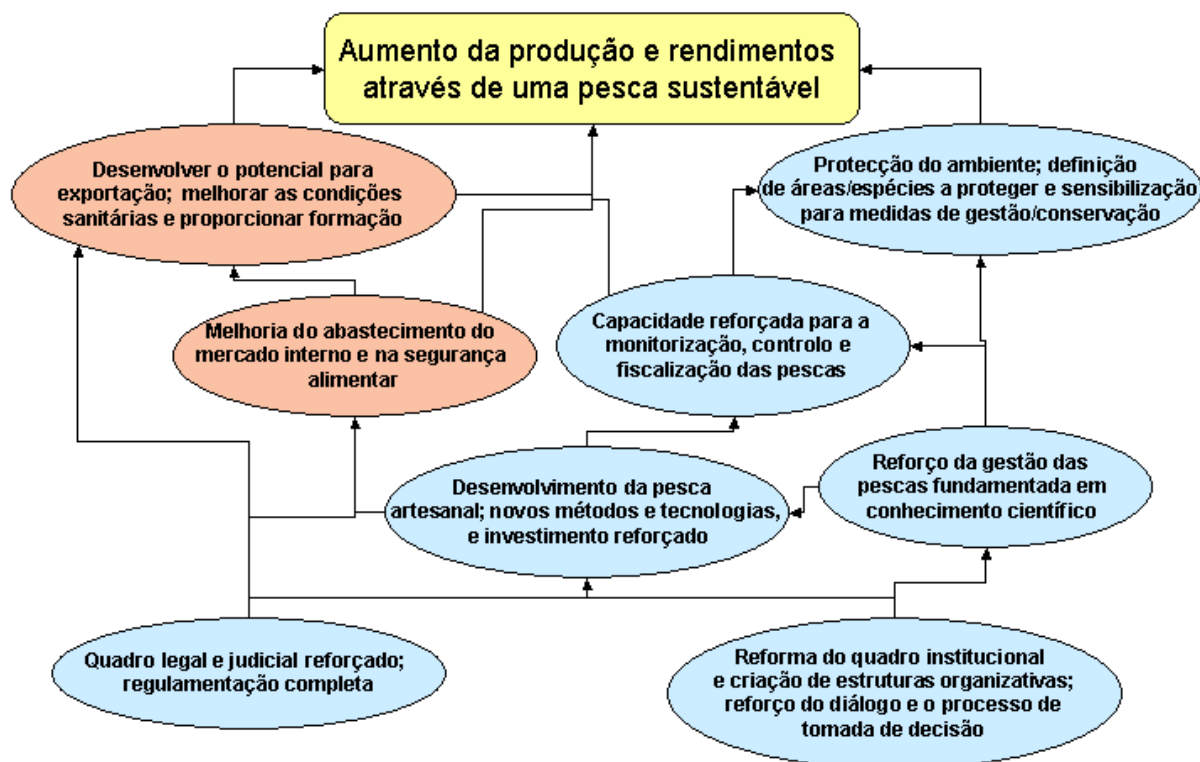 Aumento da produção e rendimentos
através de uma pesca sustentável
Desenvolver o potencial para
exportação; melhorar as condições
sanitárias e proporcionar formação
Protecção do ambiente; definição
de áreas/espécies a proteger e sensibilização
para medidas de gestão/conservação
Melhoria do abastecimento do
mercado interno e na segurança
alimentar
Capacidade reforçada para a
monitorização, controlo e
fiscalização das pescas
Desenvolvimento da pesca
artesanal; novos métodos e tecnologias,
e investimento reforçado
Reforço da gestão das
pescas fundamentada em
conhecimento científico
Quadro legal e judicial reforçado;
regulamentação completa
Reforma do quadro institucional
e criação de estruturas organizativas;
reforço do diálogo e o processo de
tomada de decisão